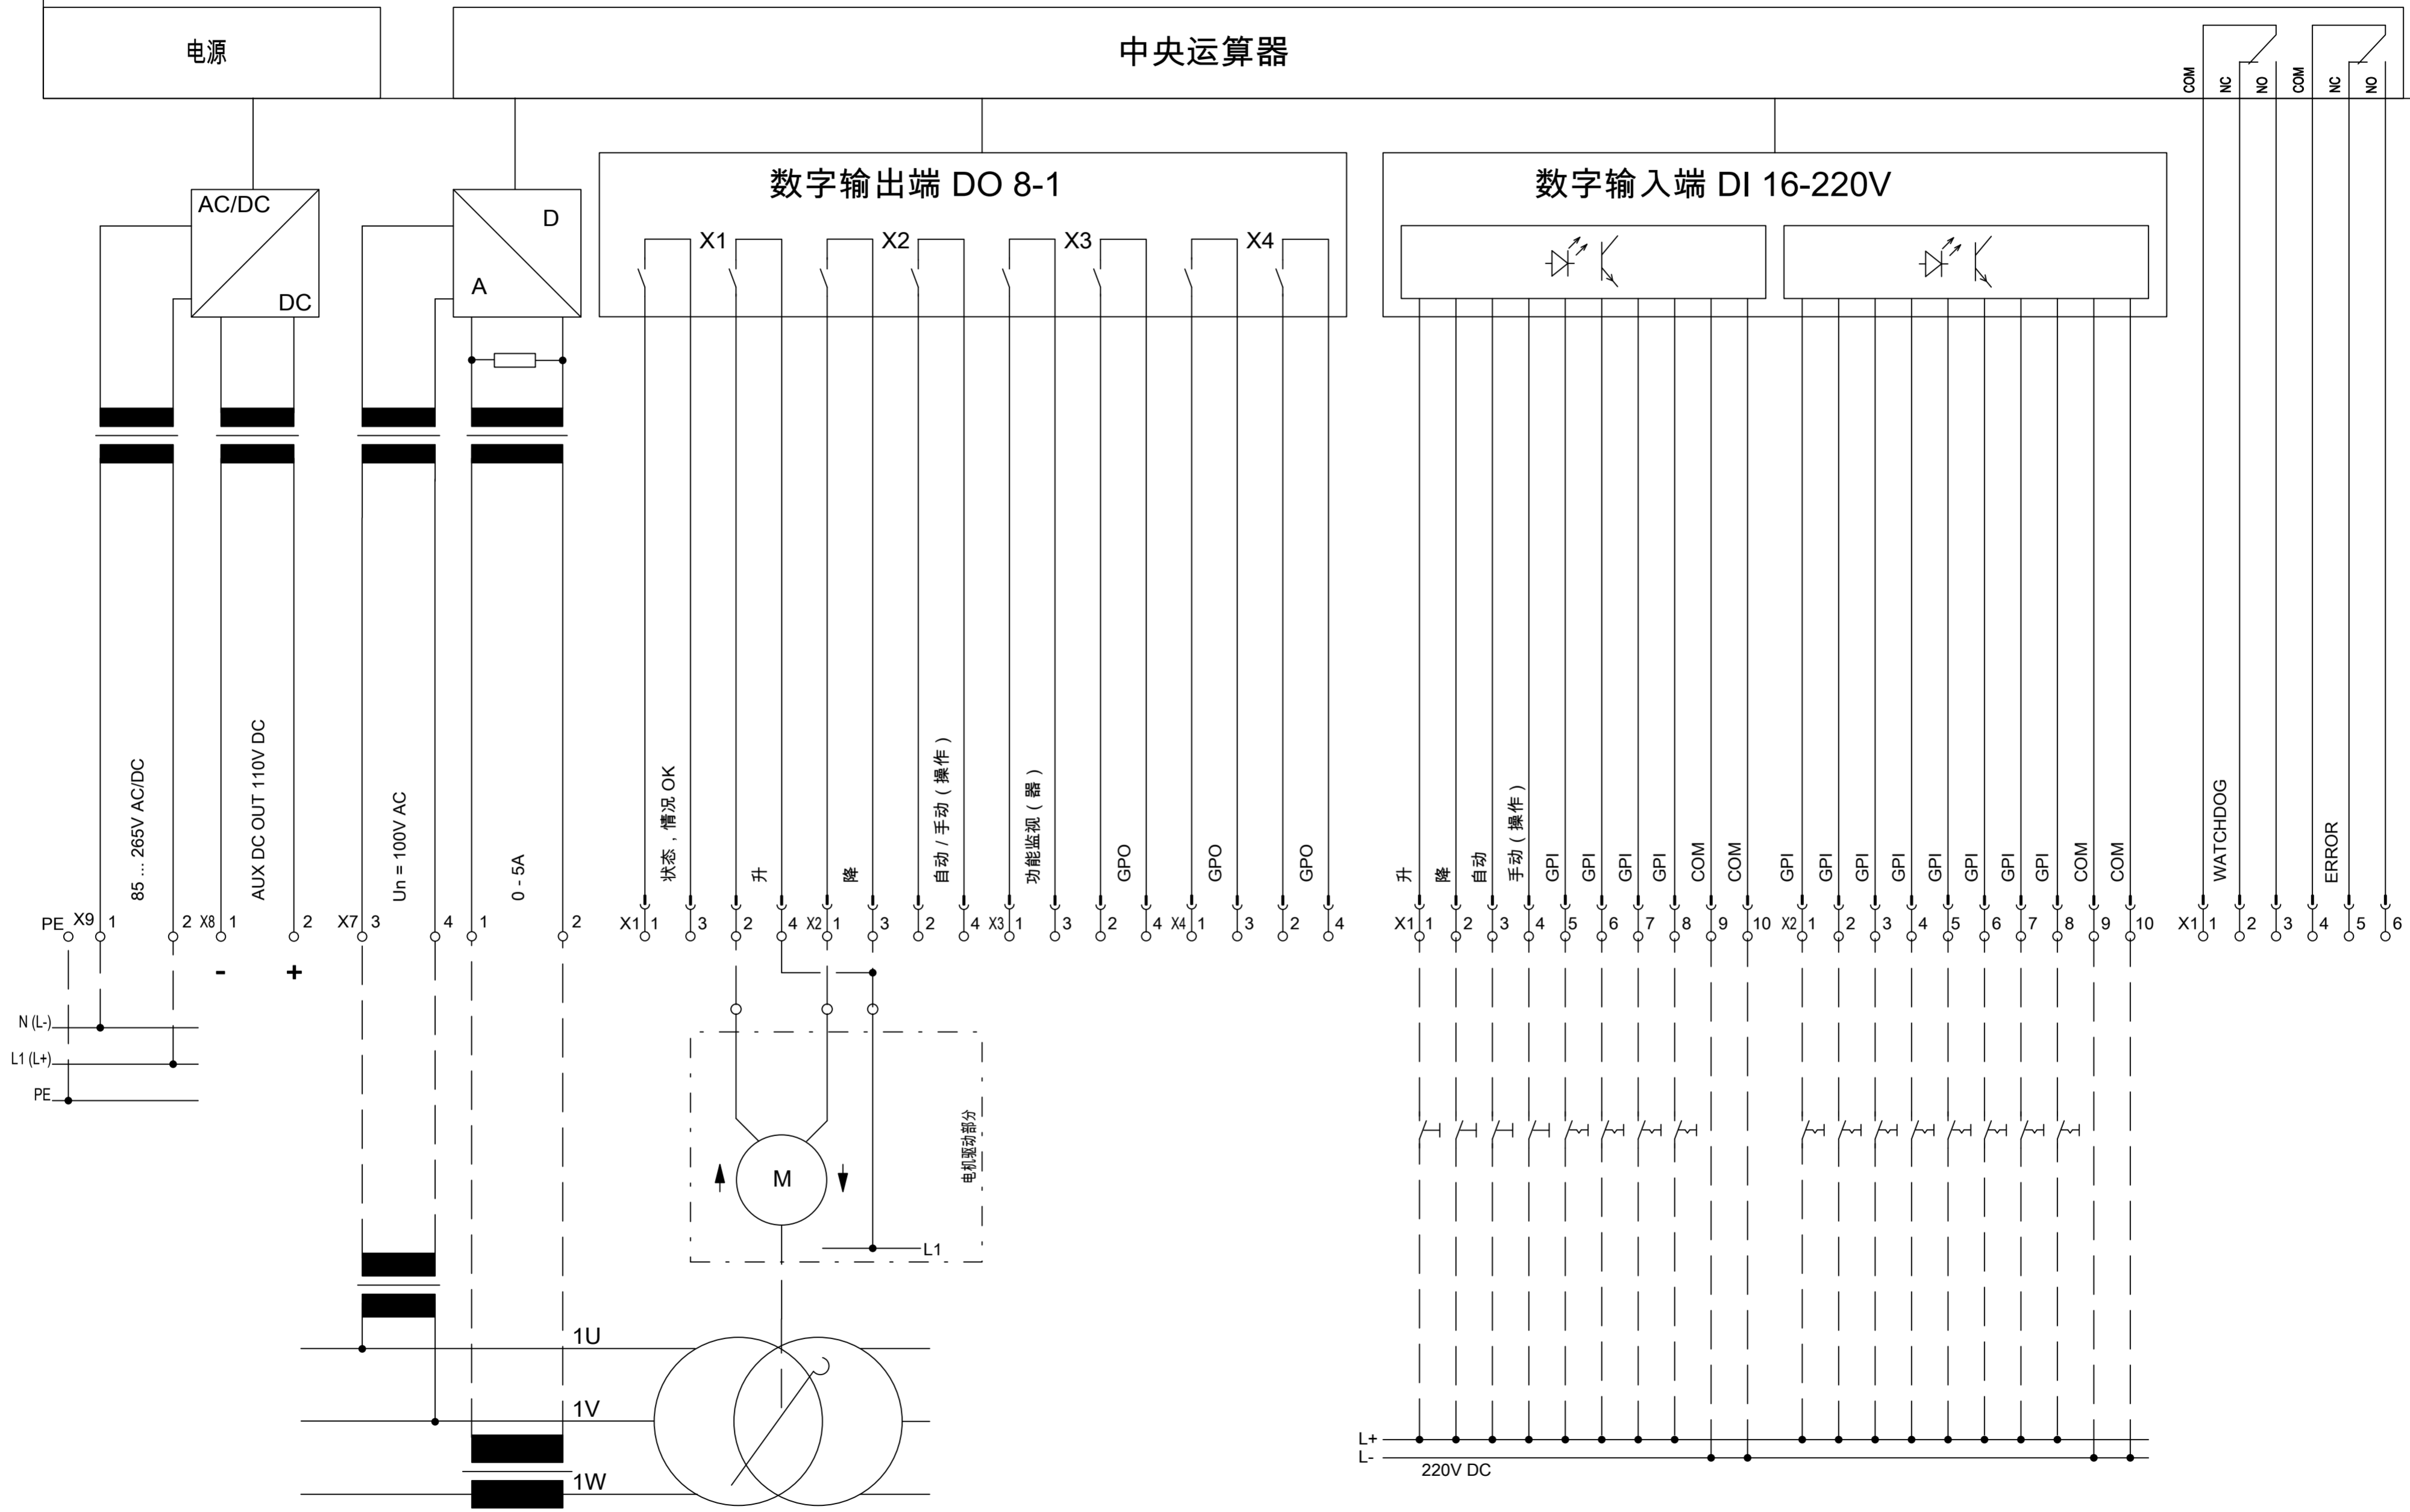 电源
中央运算器
COM NC NO COM NC NO
数字输出端 DO 8-1
数字输入端 DI 16-220V
AC/DC
DC
D
A
X1 X2 X3 X4
85 ... 265V AC/DC
AUX DC OUT 110V DC
Un = 100V AC
0 - 5A
状态，情况 OK
升
降
自动 / 手动（操作）
功能监视（器）
GPO
GPO
GPO
升
降
自动
手动（操作）
GPI
GPI
GPI
GPI
COM
COM
GPI
GPI
GPI
GPI
GPI
GPI
GPI
GPI
COM
COM
WATCHDOG
ERROR
PE X9 1 2 X8 1 2 X7 3 4 1 2 X1 1 3 2 4 X2 1 3 2 4 X3 1 3 2 4 X4 1 3 2 4 X1 1 2 3 4 5 6 7 8 9 10 X2 1 2 3 4 5 6 7 8 9 10 X1 1 2 3 4 5 6
- +
N (L-)
L1 (L+)
PE
电机驱动部分
M
L1
1U
1V
1W
L+
L-
220V DC